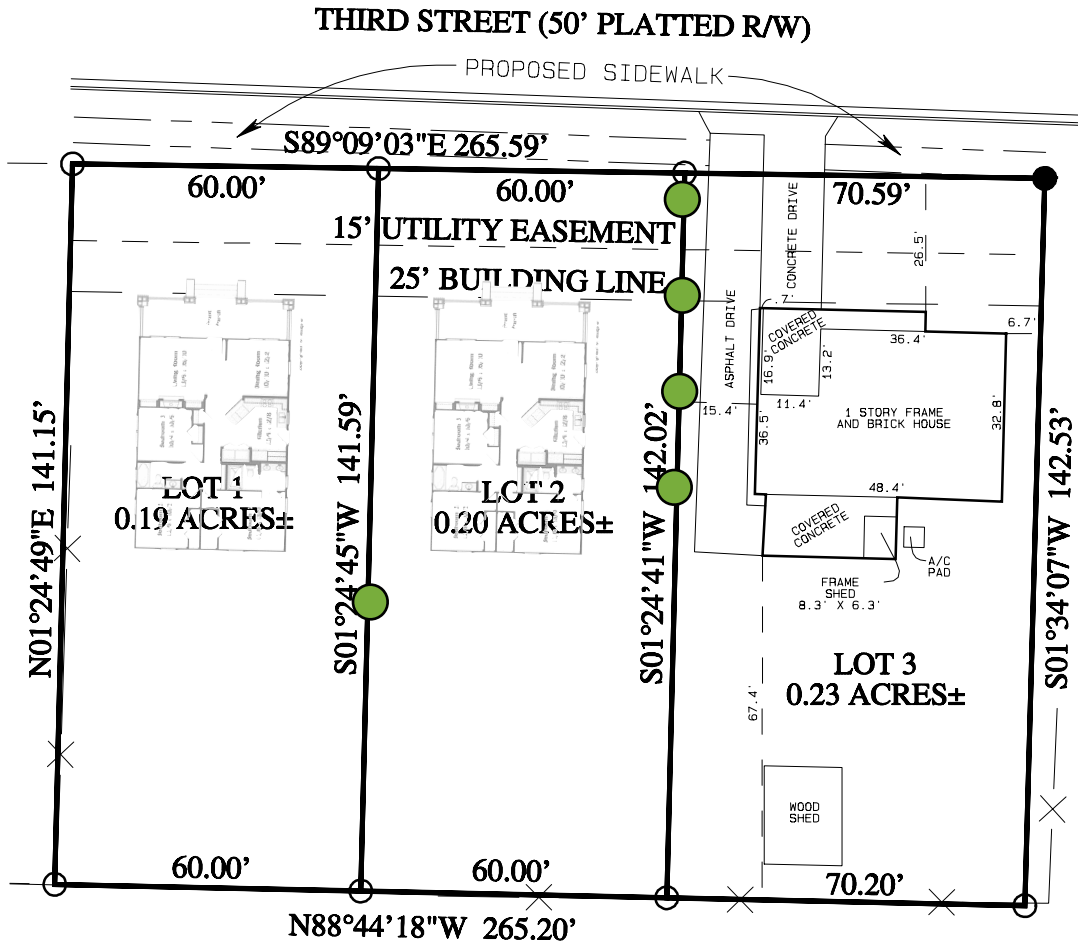 THIRD STREET (50' PLATTED R/W)
PROPOSED SIDEWALK
S89°09'03"E 265.59'
60.00'
60.00'
70.59'
15' UTILITY EASEMENT
25' BUILDING LINE
CONCRETE DRIVE
ASPHALT DRIVE
26.5'
.7'
6.7'
COVERED
CONCRETE
36.4'
16.9'
13.2'
11.4'
15.4'
36.5'
32.8'
1 STORY FRAME
AND BRICK HOUSE
48.4'
COVERED
CONCRETE
A/C
PAD
FRAME
SHED
8.3' X 6.3'
N01°24'49"E 141.15'
LOT 1
0.19 ACRES±
S01°24'45"W 141.59'
LOT 2
0.20 ACRES±
S01°24'41"W 142.02'
LOT 3
0.23 ACRES±
S01°34'07"W 142.53'
67.4'
WOOD
SHED
60.00'
60.00'
70.20'
N88°44'18"W 265.20'